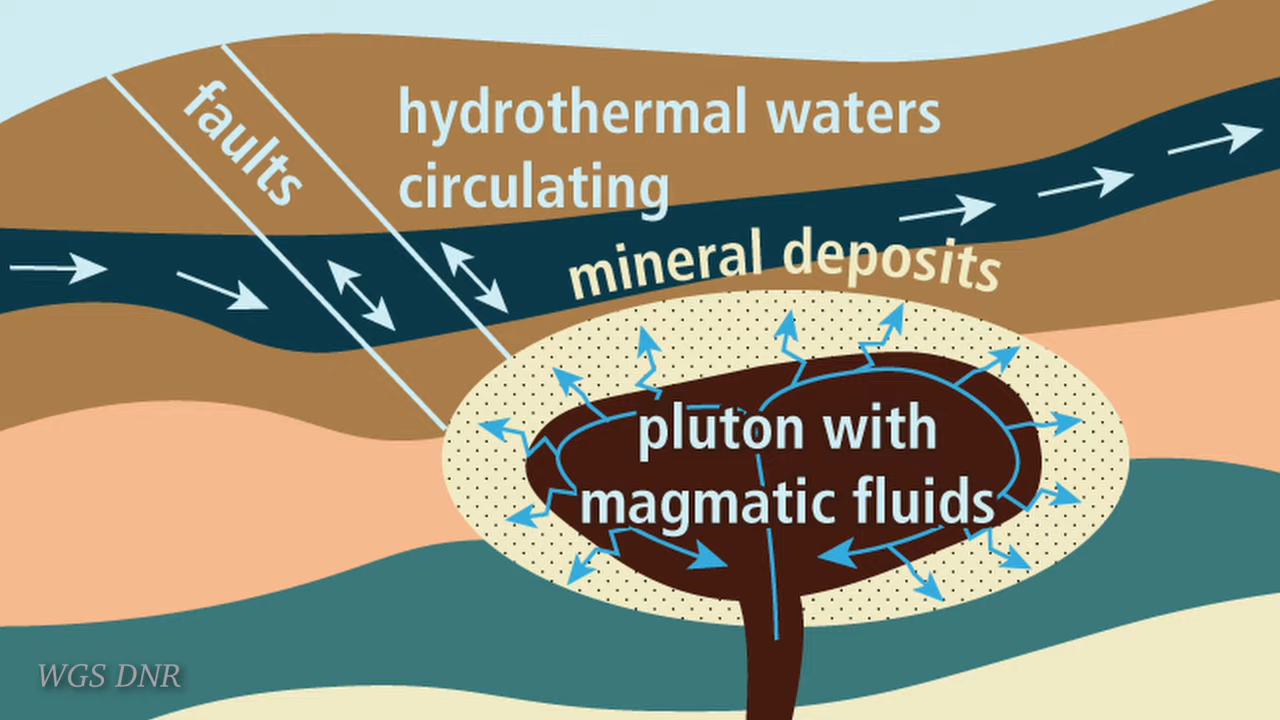 faults
hydrothermal waters
circulating
mineral deposits
pluton with
magmatic fluids
WGS DNR